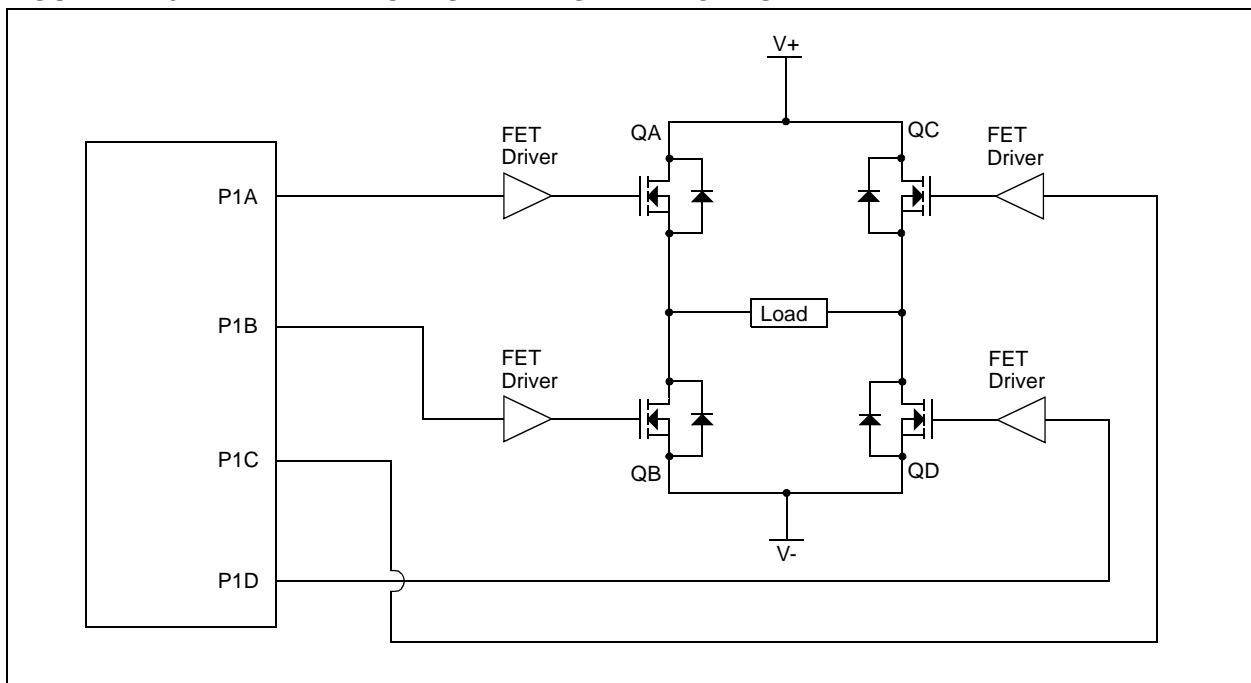 V+
FET
Driver
QA
QC
FET
Driver
P1A
P1B
Load
FET
Driver
FET
Driver
P1C
QB
QD
V-
P1D